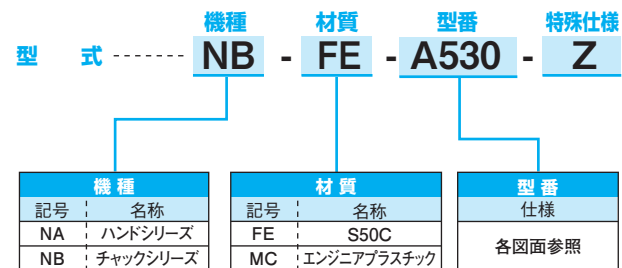 機種 材質 型番 特殊仕様
型 式 NB - FE - A530 - Z
機種
記号 名称
NA ハンドシリーズ
NB チャックシリーズ
材質
記号 名称
FE S50C
MC エンジニアプラスチック
型番
仕様
各図面参照